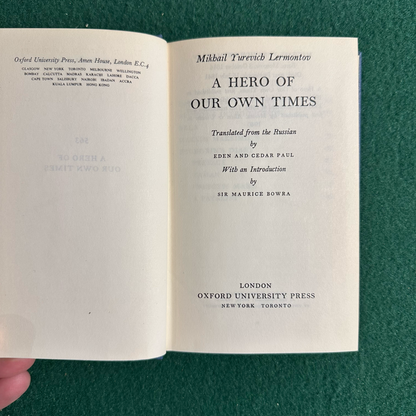 Oxford University Press, Amen House, London E.C.4
GLASGOW NEW YORK TORONTO MELBOURNE WELLINGTON
BOMBAY CALCUTTA MADRAS KARACHI LAHORE DACCA
CAPE TOWN SALISBURY NAIROBI IBADAN ACCRA
KUALA LUMPUR HONG KONG
Mikhail Yurevich Lermontov
A HERO OF
OUR OWN TIMES
Translated from the Russian
by
EDEN AND CEDAR PAUL
With an Introduction
by
SIR MAURICE BOWRA
LONDON
OXFORD UNIVERSITY PRESS
NEW YORK TORONTO